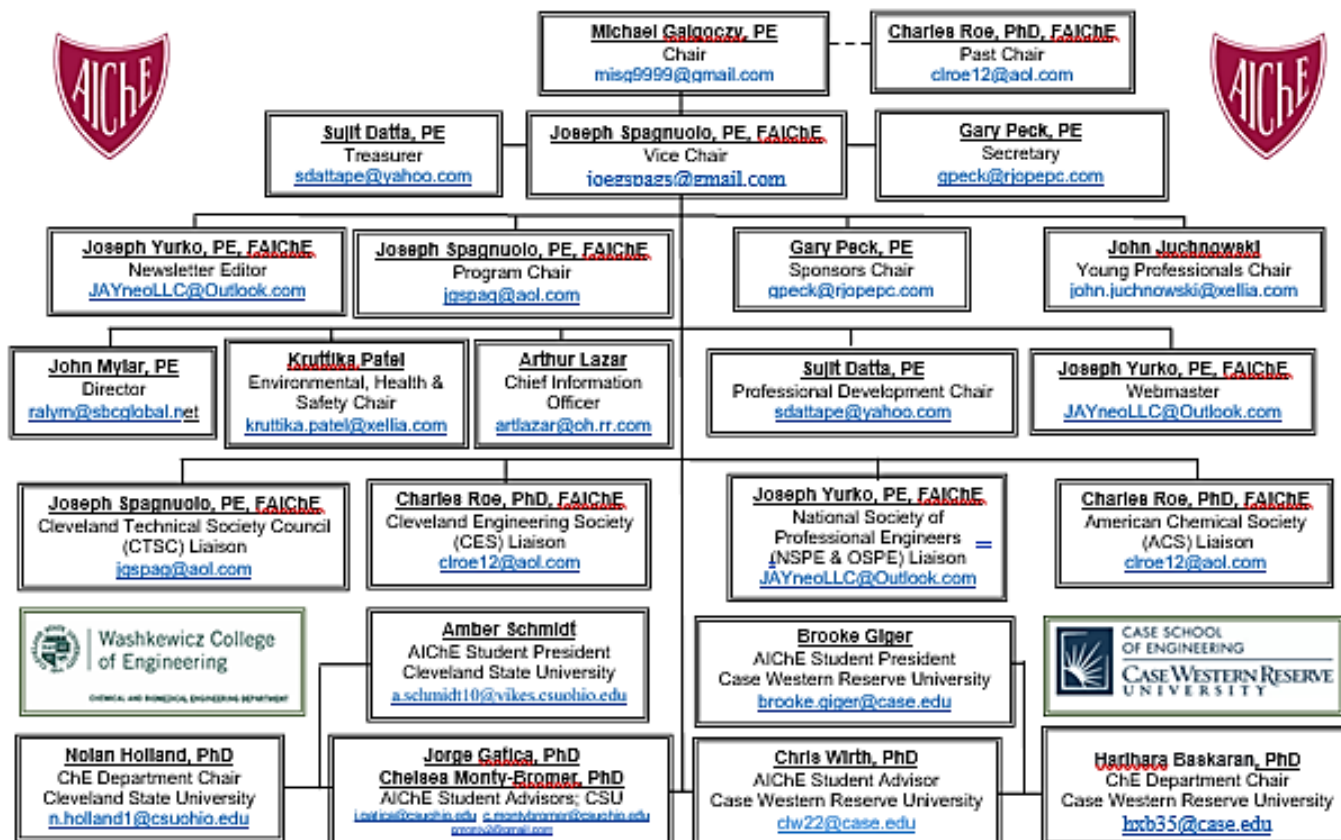 AIChE
Michael Galgoczy, PE
Chair
misg9999@gmail.com
Charles Roe, PhD, FAIChE
Past Chair
clroe12@aol.com
AIChE
Sujit Datta, PE
Treasurer
sdattape@yahoo.com
Joseph Spagnuolo, PE, FAIChE
Vice Chair
joegspags@gmail.com
Gary Peck, PE
Secretary
gpeck@rjopepc.com
Joseph Yurko, PE, FAIChE
Newsletter Editor
JAYneoLLC@Outlook.com
Joseph Spagnuolo, PE, FAIChE
Program Chair
jgspag@aol.com
Gary Peck, PE
Sponsors Chair
gpeck@rjopepc.com
John Juchnowski
Young Professionals Chair
john.juchnowski@xellia.com
John Mylar, PE
Director
ralym@sbcglobal.net
Kruttika Patel
Environmental, Health &
Safety Chair
kruttika.patel@xellia.com
Arthur Lazar
Chief Information
Officer
artlazar@oh.rr.com
Sujit Datta, PE
Professional Development Chair
sdattape@yahoo.com
Joseph Yurko, PE, FAIChE
Webmaster
JAYneoLLC@Outlook.com
Joseph Spagnuolo, PE, FAIChE
Cleveland Technical Society Council
(CTSC) Liaison
jgspag@aol.com
Charles Roe, PhD, FAIChE
Cleveland Engineering Society
(CES) Liaison
clroe12@aol.com
Joseph Yurko, PE, FAIChE
National Society of
Professional Engineers
(NSPE & OSPE) Liaison
JAYneoLLC@Outlook.com
Charles Roe, PhD, FAIChE
American Chemical Society
(ACS) Liaison
clroe12@aol.com
Washkewicz College
of Engineering
CHEMICAL AND BIOMEDICAL ENGINEERING DEPARTMENT
Amber Schmidt
AIChE Student President
Cleveland State University
a.schmidt10@vikes.csuohio.edu
Brooke Giger
AIChE Student President
Case Western Reserve University
brooke.giger@case.edu
CASE SCHOOL
OF ENGINEERING
CASE WESTERN RESERVE
UNIVERSITY
Nolan Holland, PhD
ChE Department Chair
Cleveland State University
n.holland1@csuohio.edu
Jorge Gatica, PhD
Chelsea Monty-Bromer, PhD
AIChE Student Advisors; CSU
j.gatica@csuohio.edu c.montybromer@csuohio.edu
Chris Wirth, PhD
AIChE Student Advisor
Case Western Reserve University
clw22@case.edu
Harihara Baskaran, PhD
ChE Department Chair
Case Western Reserve University
hxb35@case.edu